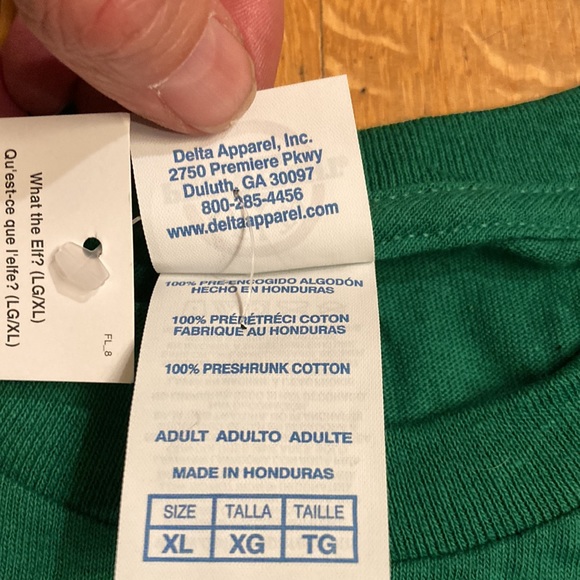 Delta Apparel, Inc.
2750 Premiere Pkwy
Duluth, GA 30097
800-285-4456
www.deltaapparel.com
100% PRE-ENCOGIDO ALGODÓN
HECHO EN HONDURAS
100% PRÉRÉTRÉCI COTON
FABRIQUÉ AU HONDURAS
100% PRESHRUNK COTTON
ADULT ADULTO ADULTE
MADE IN HONDURAS
SIZE TALLA TAILLE
XL XG TG
What the Elf? (LG/XL)
Qu'est-ce que l'elfe? (LG/XL)
FL_8